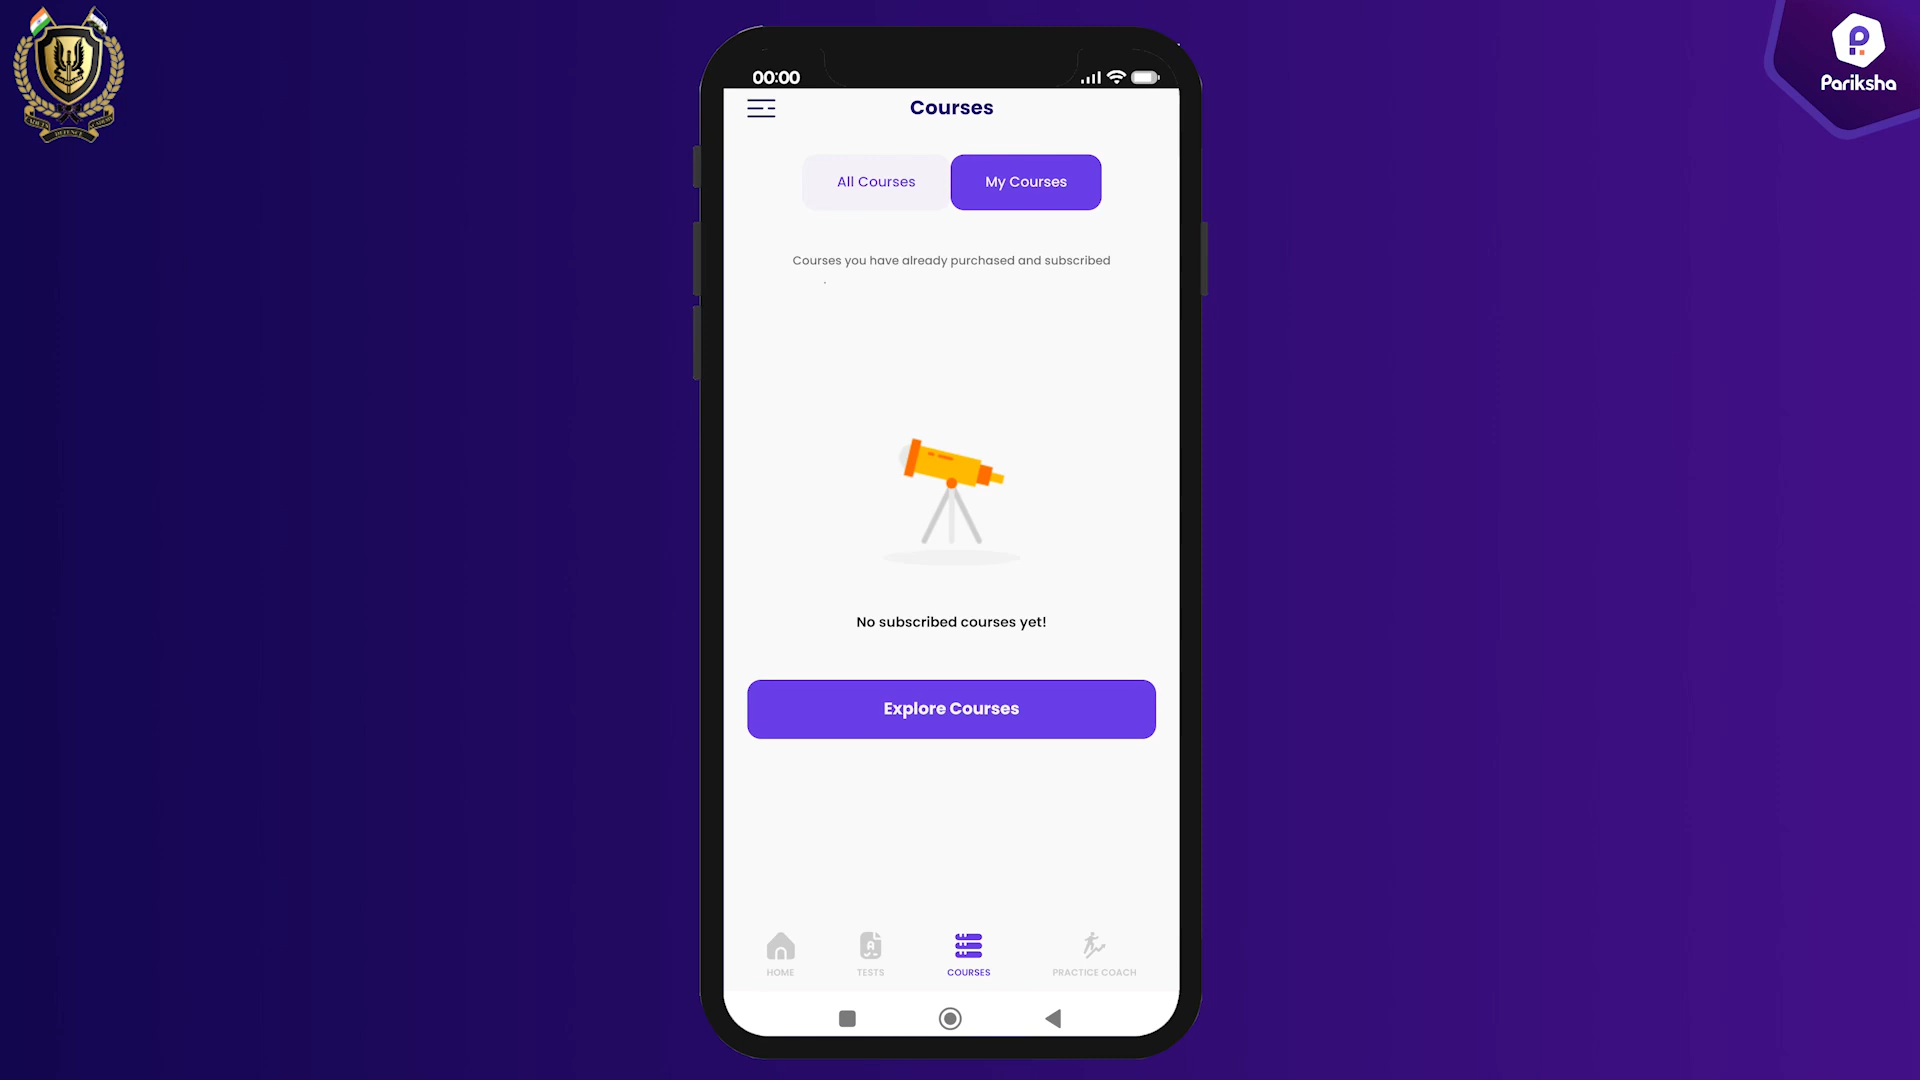 00:00
Pariksha
Courses
All Courses
My Courses
Courses you have already purchased and subscribed
No subscribed courses yet!
Explore Courses
HOME
TESTS
COURSES
PRACTICE COACH
DEFENCE